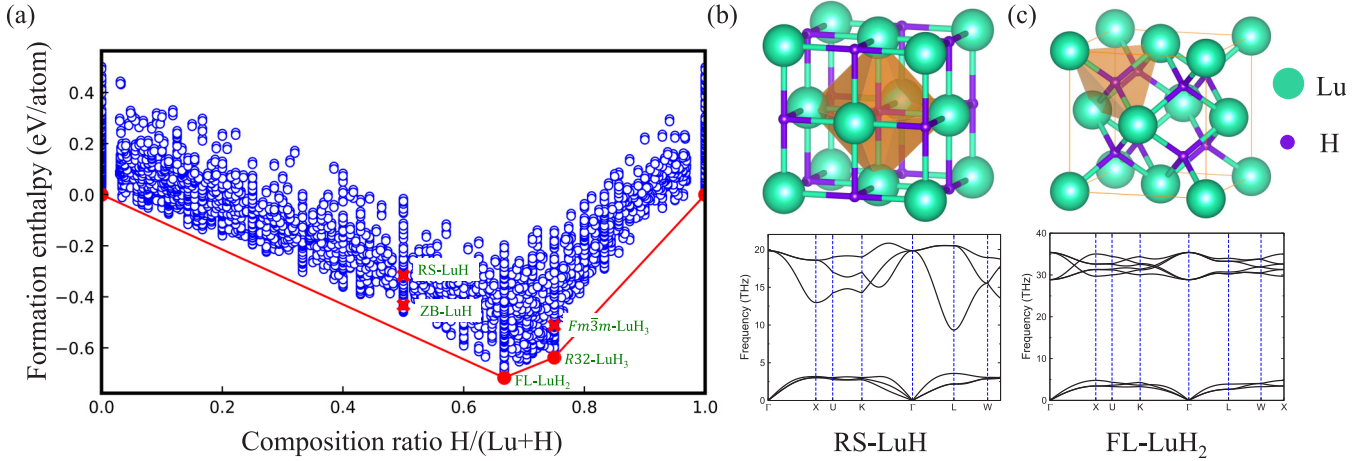 (a)
Formation enthalpy (eV/atom)
0.4
0.2
0.0
−0.2
−0.4
−0.6
RS-LuH
ZB-LuH
Fm3̅m-LuH₃
R32-LuH₃
FL-LuH₂
0.0 0.2 0.4 0.6 0.8 1.0
Composition ratio H/(Lu+H)
(b)
Frequency (THz)
20
15
10
5
0
Γ X U K Γ L W
RS-LuH
(c)
Lu
H
Frequency (THz)
40
30
20
10
0
Γ X U K Γ L W X
FL-LuH₂